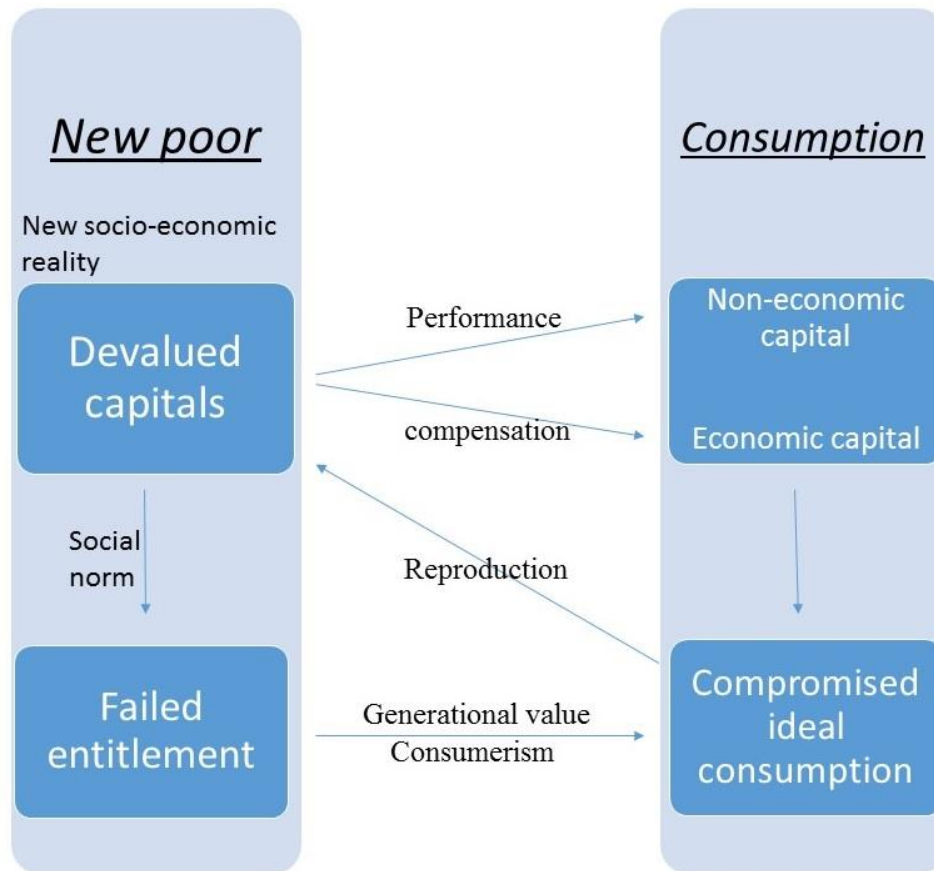 New poor
Consumption
New socio-economic
reality
Devalued
capitals
Performance
compensation
Non-economic
capital
Economic capital
Social
norm
Reproduction
Failed
entitlement
Generational value
Consumerism
Compromised
ideal
consumption